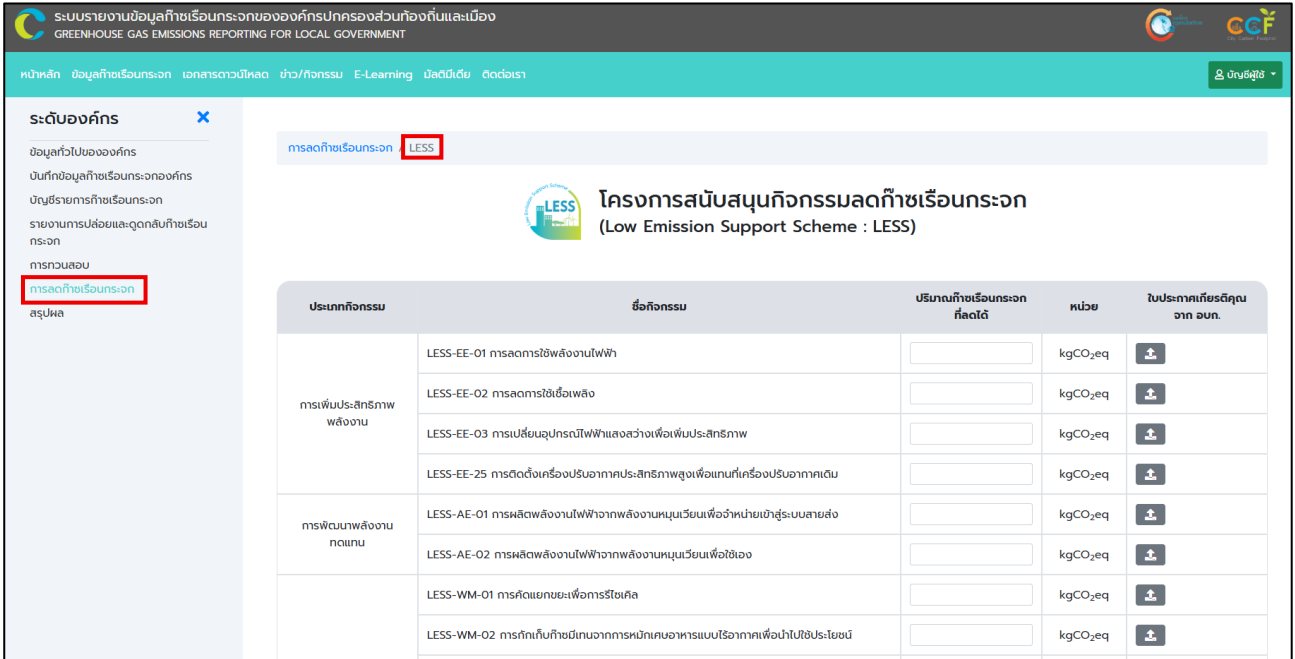 ระบบรายงานข้อมูลก๊าซเรือนกระจกขององค์กรปกครองส่วนท้องถิ่นและเมือง
GREENHOUSE GAS EMISSIONS REPORTING FOR LOCAL GOVERNMENT
CCF
หน้าหลัก ข้อมูลก๊าซเรือนกระจก เอกสารดาวน์โหลด ข่าว/กิจกรรม E-Learning มัลติมีเดีย ติดต่อเรา
บัญชีผู้ใช้
ระดับองค์กร
ข้อมูลทั่วไปขององค์กร
บันทึกข้อมูลก๊าซเรือนกระจกองค์กร
บัญชีรายการก๊าซเรือนกระจก
รายงานการปล่อยและดูดกลับก๊าซเรือน
กระจก
การทวนสอบ
การลดก๊าซเรือนกระจก
สรุปผล
การลดก๊าซเรือนกระจก / LESS
Low Emission Support Scheme
LESS
โครงการสนับสนุนกิจกรรมลดก๊าซเรือนกระจก
(Low Emission Support Scheme : LESS)
ประเภทกิจกรรม ชื่อกิจกรรม ปริมาณก๊าซเรือนกระจก หน่วย ใบประกาศเกียรติคุณ
ที่ลดได้ จาก อบก.
LESS-EE-01 การลดการใช้พลังงานไฟฟ้า kgCO₂eq
LESS-EE-02 การลดการใช้เชื้อเพลิง kgCO₂eq
การเพิ่มประสิทธิภาพ
พลังงาน
LESS-EE-03 การเปลี่ยนอุปกรณ์ไฟฟ้าแสงสว่างเพื่อเพิ่มประสิทธิภาพ kgCO₂eq
LESS-EE-25 การติดตั้งเครื่องปรับอากาศประสิทธิภาพสูงเพื่อแทนที่เครื่องปรับอากาศเดิม kgCO₂eq
การพัฒนาพลังงาน
ทดแทน
LESS-AE-01 การผลิตพลังงานไฟฟ้าจากพลังงานหมุนเวียนเพื่อจำหน่ายเข้าสู่ระบบสายส่ง kgCO₂eq
LESS-AE-02 การผลิตพลังงานไฟฟ้าจากพลังงานหมุนเวียนเพื่อใช้เอง kgCO₂eq
LESS-WM-01 การคัดแยกขยะเพื่อการรีไซเคิล kgCO₂eq
LESS-WM-02 การกักเก็บก๊าซมีเทนจากการหมักเศษอาหารแบบไร้อากาศเพื่อนำไปใช้ประโยชน์ kgCO₂eq